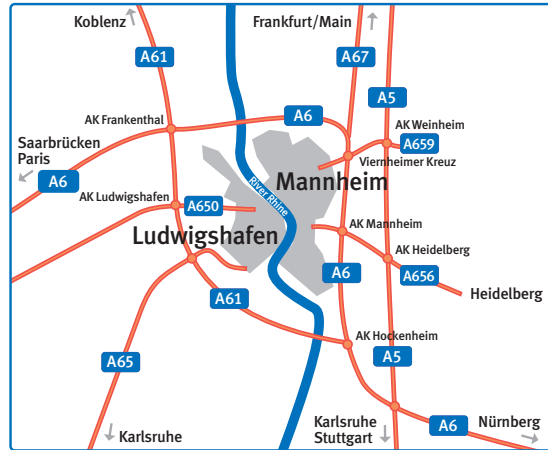 Koblenz
Frankfurt/Main
A61
A67
A5
A6
AK Frankenthal
AK Weinheim
A659
Saarbrücken
Paris
Viernheimer Kreuz
A6
Mannheim
AK Ludwigshafen
A650
River Rhine
AK Mannheim
Ludwigshafen
AK Heidelberg
A6
A656
Heidelberg
A61
AK Hockenheim
A65
A5
Karlsruhe
Karlsruhe
Stuttgart
A6
Nürnberg